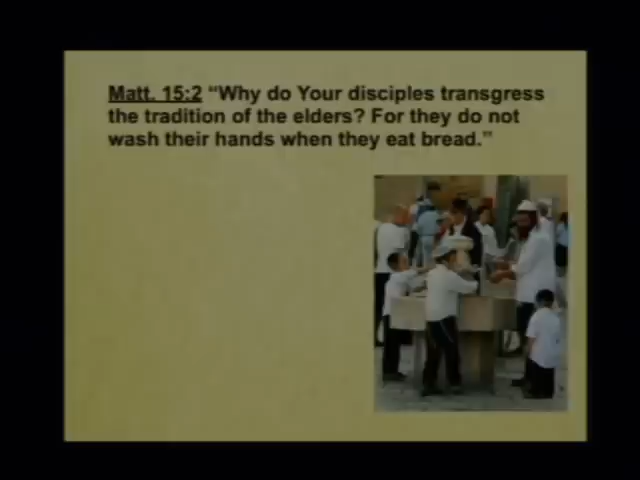 Matt. 15:2 “Why do Your disciples transgress
the tradition of the elders? For they do not
wash their hands when they eat bread.”